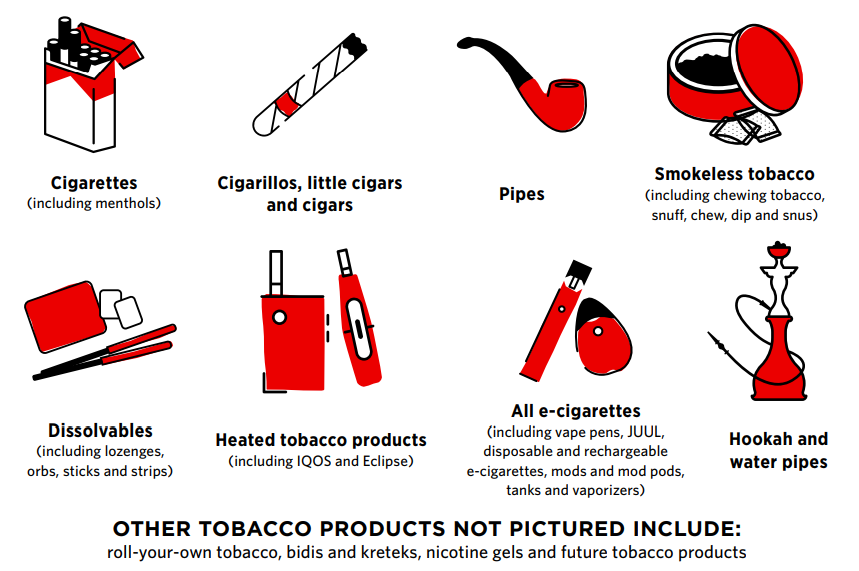 Cigarettes
(including menthols)
Cigarillos, little cigars
and cigars
Pipes
Smokeless tobacco
(including chewing tobacco,
snuff, chew, dip and snus)
Dissolvables
(including lozenges,
orbs, sticks and strips)
Heated tobacco products
(including IQOS and Eclipse)
All e-cigarettes
(including vape pens, JUUL,
disposable and rechargeable
e-cigarettes, mods and mod pods,
tanks and vaporizers)
Hookah and
water pipes
OTHER TOBACCO PRODUCTS NOT PICTURED INCLUDE:
roll-your-own tobacco, bidis and kreteks, nicotine gels and future tobacco products